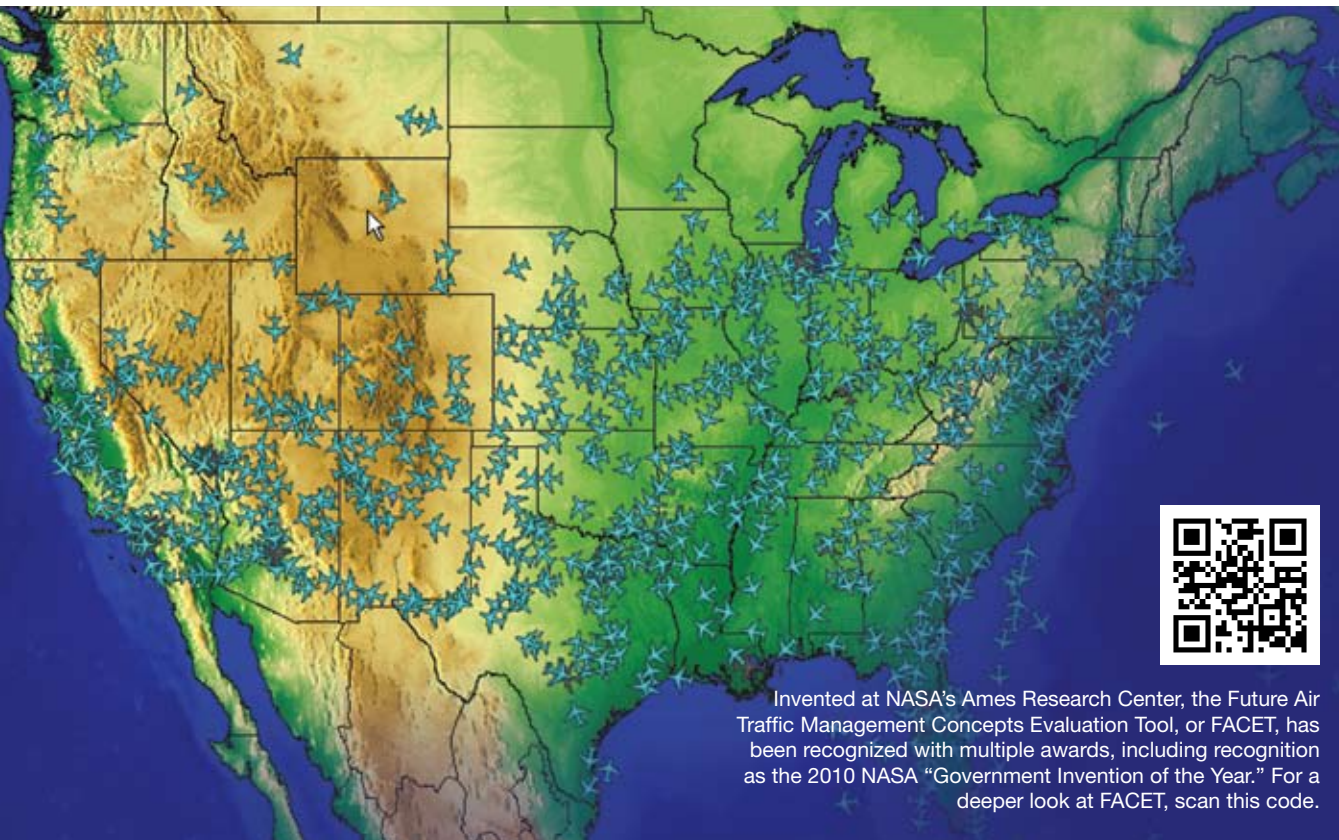 Invented at NASA’s Ames Research Center, the Future Air
Traffic Management Concepts Evaluation Tool, or FACET, has
been recognized with multiple awards, including recognition
as the 2010 NASA “Government Invention of the Year.” For a
deeper look at FACET, scan this code.